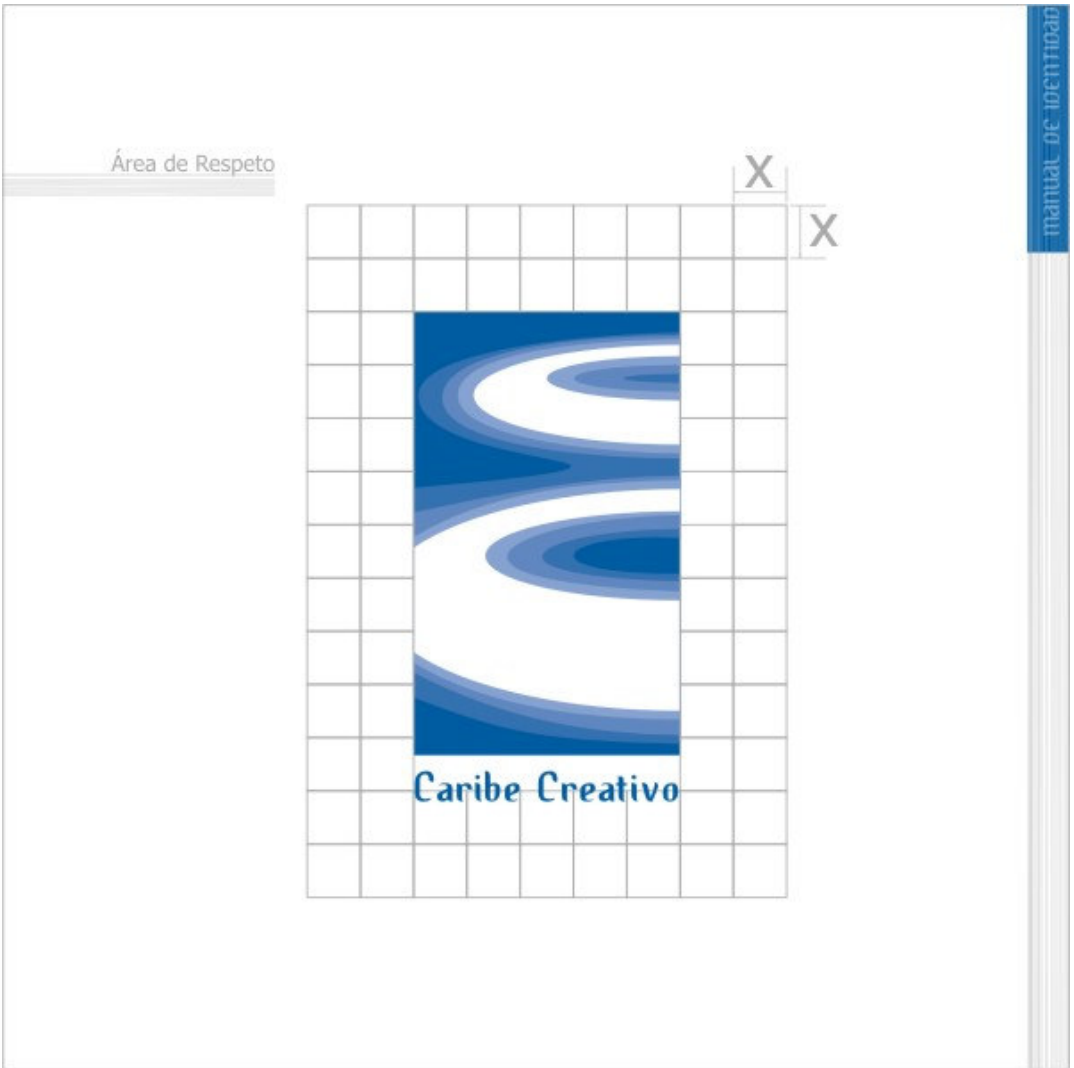 manual DE IDENTIDAD
Área de Respeto
X
X
Caribe Creativo